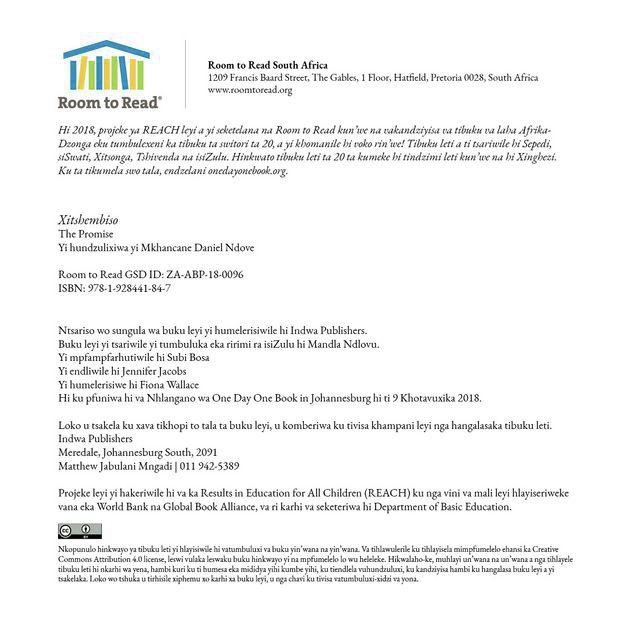 Room to Read®
Room to Read South Africa
1209 Francis Baard Street, The Gables, 1 Floor, Hatfield, Pretoria 0028, South Africa
www.roomtoread.org
Hi 2018, projeke ya REACH leyi a yi seketelana na Room to Read kun'we na vakandziyisa va tibuku va laha Afrika-
Dzonga eku tumbulexeni ka tibuku ta switori ta 20, a yi khomanile hi voko rin'we! Tibuku leti a ti tsariwile hi Sepedi,
siSwati, Xitsonga, Tshivenda na isiZulu. Hinkwato tibuku leti ta 20 ta kumeke hi tindzimi leti kun'we na hi Xinghezi.
Ku ta tikumela swo tala, endzelani onedayonebook.org.
Xitshembiso
The Promise
Yi hundzulixiwa yi Mkhancane Daniel Ndove
Room to Read GSD ID: ZA-ABP-18-0096
ISBN: 978-1-928441-84-7
Ntsariso wo sungula wa buku leyi yi humelerisiwile hi Indwa Publishers.
Buku leyi yi tsariwile yi tumbuluka eka ririmi ra isiZulu hi Mandla Ndlovu.
Yi mpfampfarhutiwile hi Subi Bosa
Yi endliwile hi Jennifer Jacobs
Yi humelerisiwe hi Fiona Wallace
Hi ku pfuniwa hi va Nhlangano wa One Day One Book in Johannesburg hi ti 9 Khotavuxika 2018.
Loko u tsakela ku xava tikhopi to tala ta buku leyi, u komberiwa ku tivisa khampani leyi nga hangalasaka tibuku leti.
Indwa Publishers
Meredale, Johannesburg South, 2091
Matthew Jabulani Mngadi | 011 942-5389
Projeke leyi yi hakeriwile hi va ka Results in Education for All Children (REACH) ku nga vini va mali leyi hlayiseriweke
vana eka World Bank na Global Book Alliance, va ri karhi va seketeriwa hi Department of Basic Education.
cc BY
Nkopunulo hinkwayo ya tibuku leti yi hlayisiwile hi vatumbuluxi va buku yin'wana na yin'wana. Va tihlawulerile ku tihlayisela mimpfumelelo ehansi ka Creative
Commons Attribution 4.0 license, leswi vulaka leswaku buku hinkwayo yi na mpfumelelo lo wu heleleke. Hikwalaho-ke, muhlayi un'wana na un'wana a nga tihlayele
tibuku leti hi nkarhi wa yena, hambi kuri ku ti humesa eka mididya yihi kumbe yihi, ku tiendlela vuhundzuluxi, ku kandziyisa hambi ku hangalasa buku leyi a yi
tsakelaka. Loko wo tshuka u tirhisile xiphemu xo karhi xa buku leyi, u nga chavi ku tivisa vatumbuluxi-xidzi va yona.